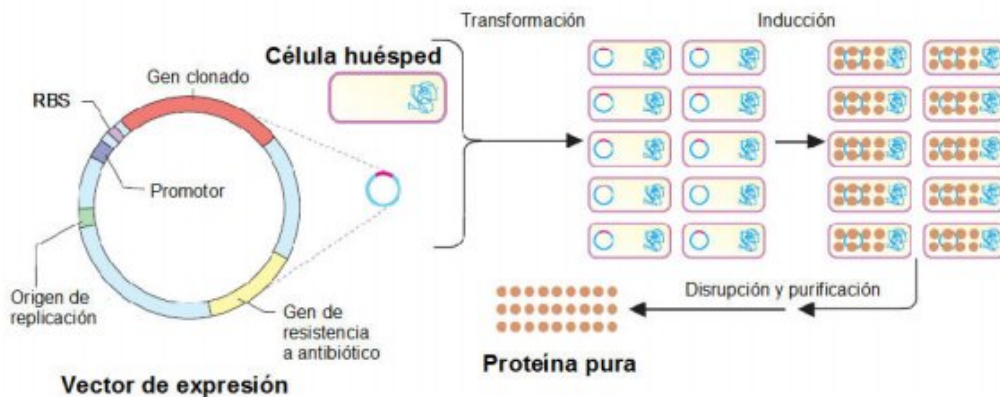 Transformación
Inducción
Célula huésped
Gen clonado
RBS
Promotor
Origen de
replicación
Gen de
resistencia
a antibiótico
Vector de expresión
Disrupción y purificación
Proteína pura